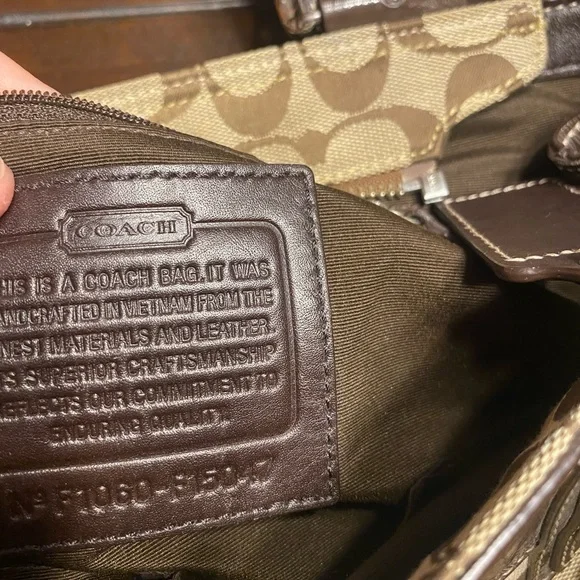 COACH
HIS IS A COACH BAG. IT WAS
ANDCRAFTED IN VIETNAM FROM THE
NEST MATERIALS AND LEATHER
S SUPERIOR CRAFTSMANSHIP
EFLECTS OUR COMMITMENT TO
ENDURING QUALITY.
Nº F1060-F15047